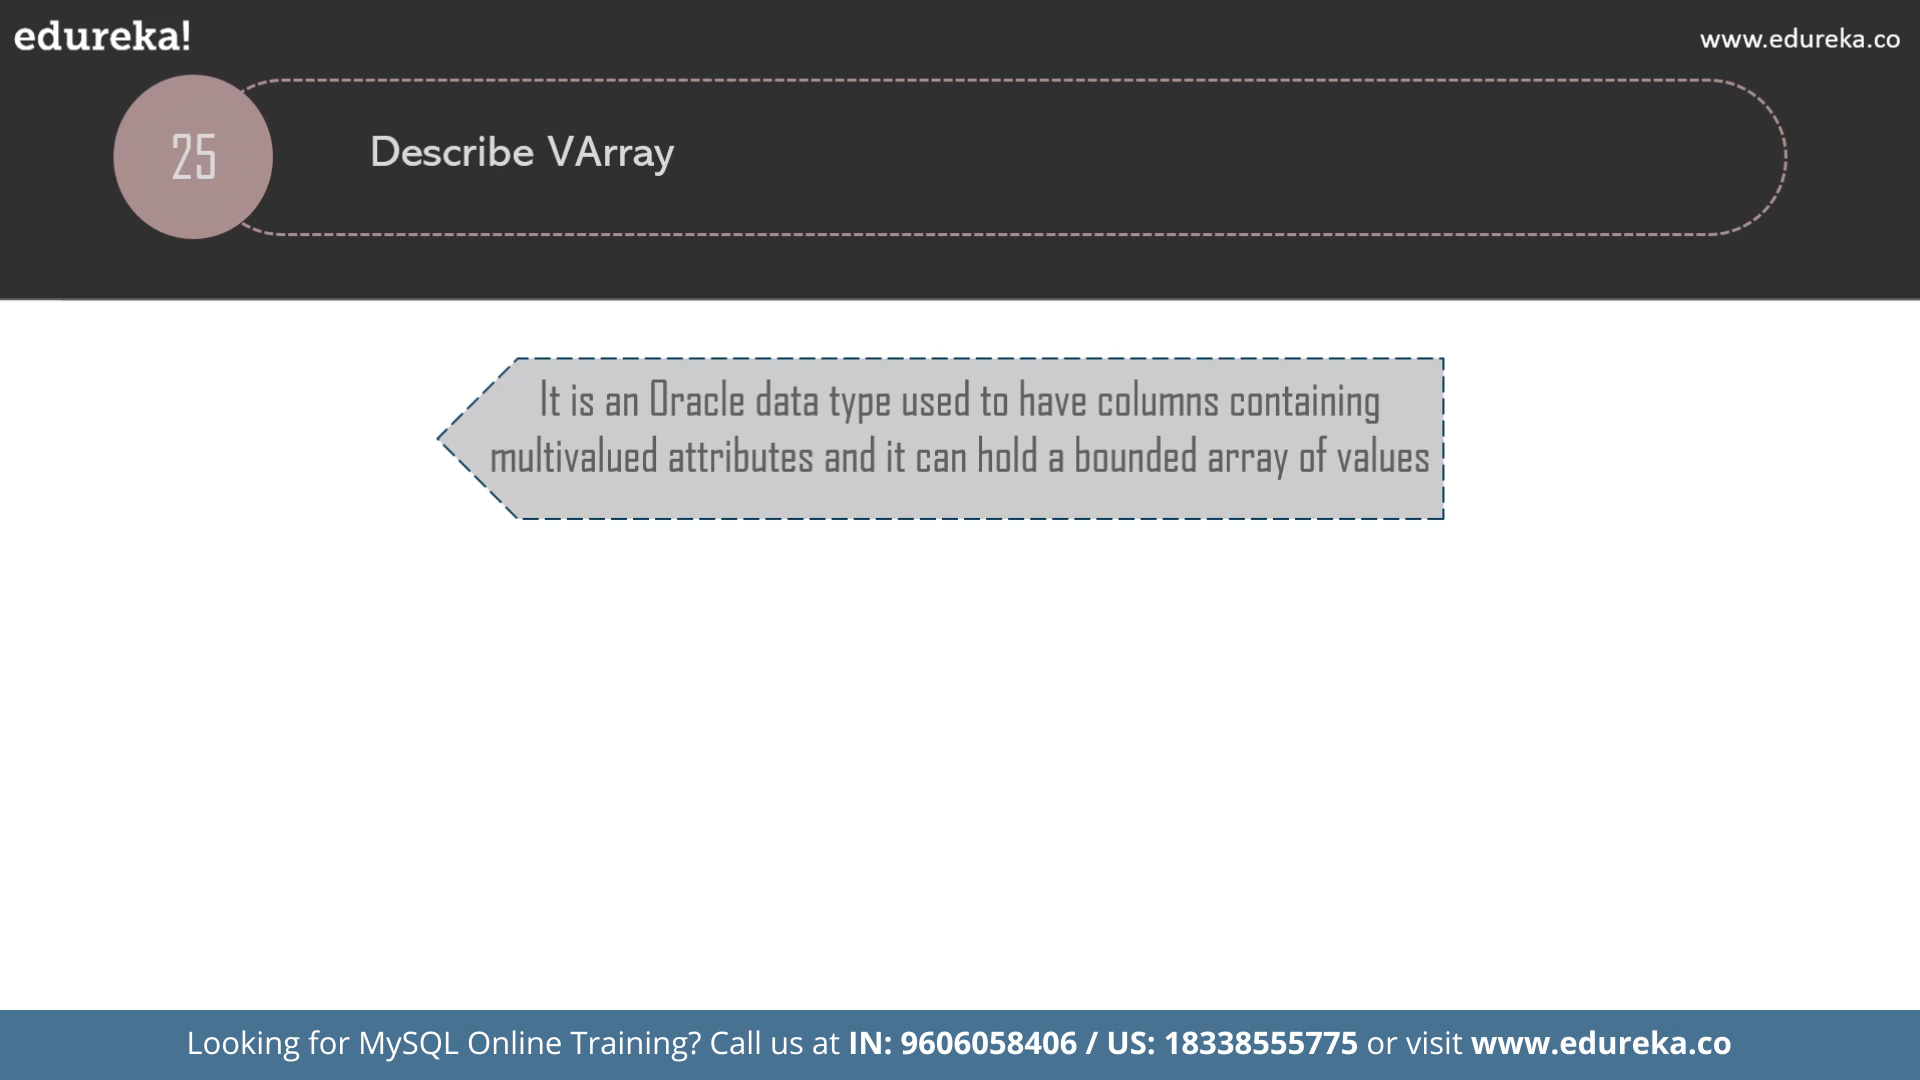 edureka!
www.edureka.co
25
Describe VArray
It is an Oracle data type used to have columns containing
multivalued attributes and it can hold a bounded array of values
Looking for MySQL Online Training? Call us at IN: 9606058406 / US: 18338555775 or visit www.edureka.co